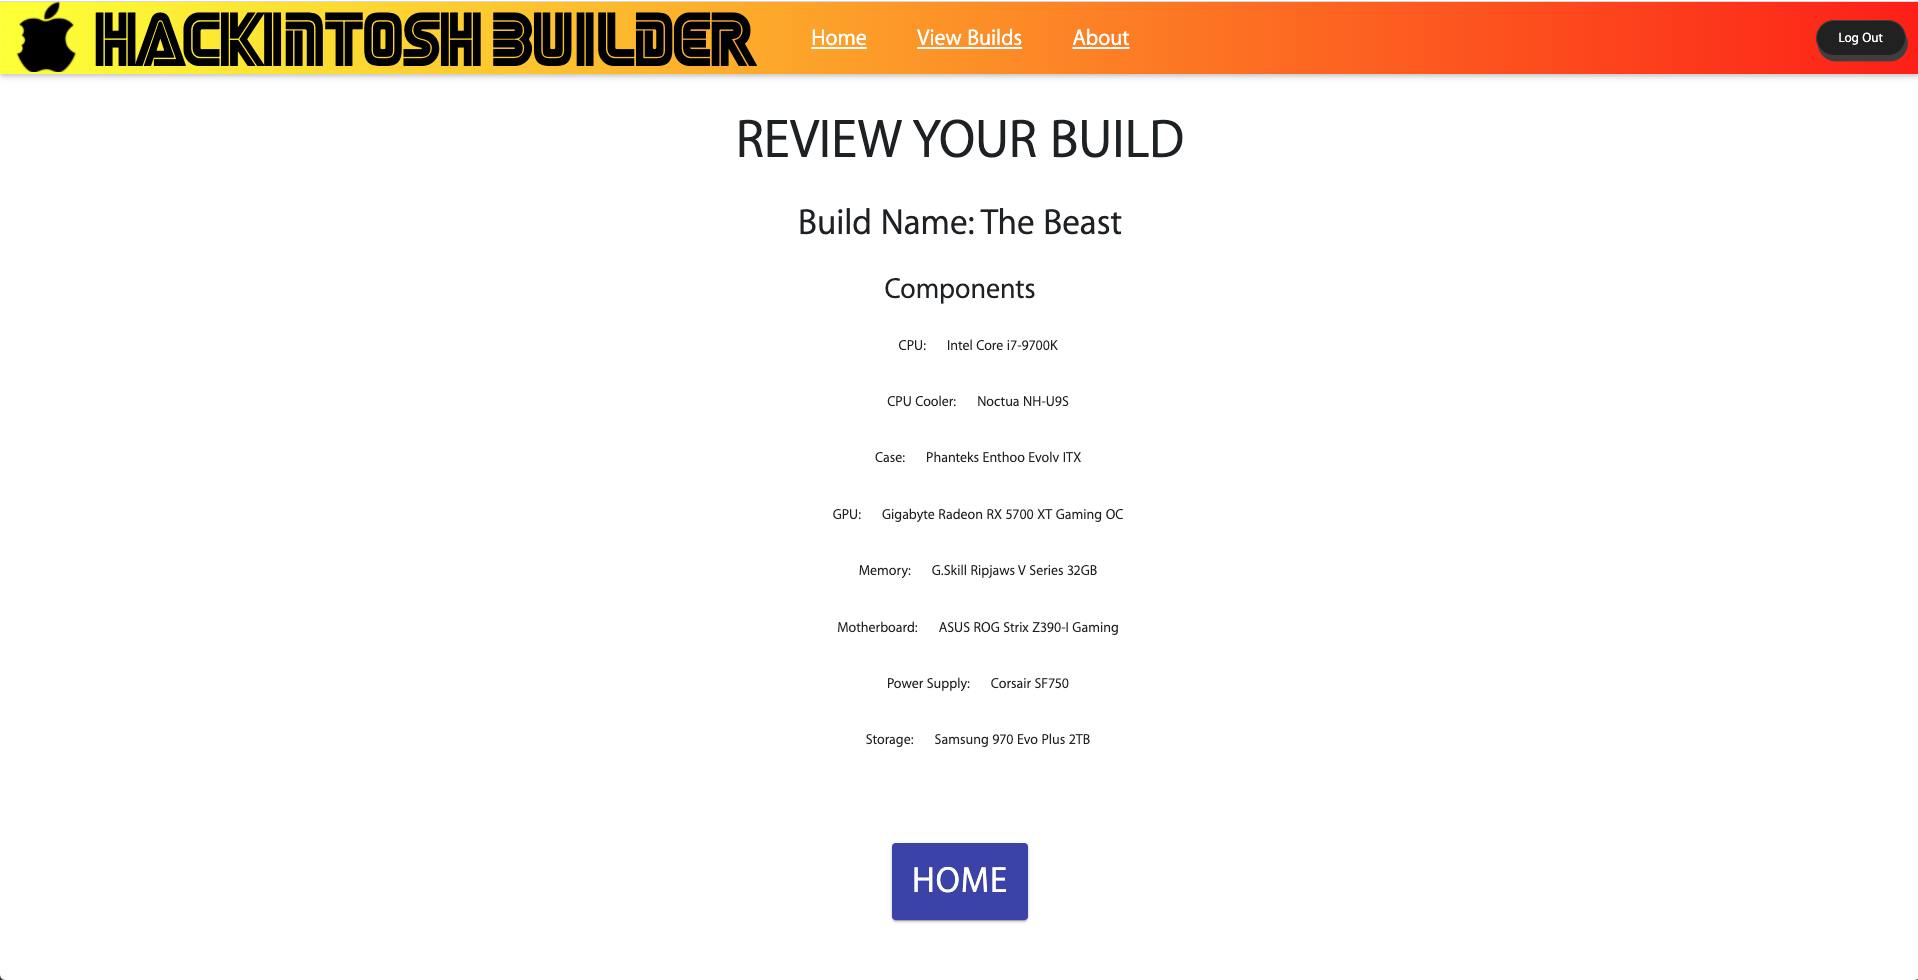 HACKINTOSH BUILDER Home View Builds About Log Out
REVIEW YOUR BUILD
Build Name: The Beast
Components
CPU: Intel Core i7-9700K
CPU Cooler: Noctua NH-U9S
Case: Phanteks Enthoo Evolv ITX
GPU: Gigabyte Radeon RX 5700 XT Gaming OC
Memory: G.Skill Ripjaws V Series 32GB
Motherboard: ASUS ROG Strix Z390-I Gaming
Power Supply: Corsair SF750
Storage: Samsung 970 Evo Plus 2TB
HOME